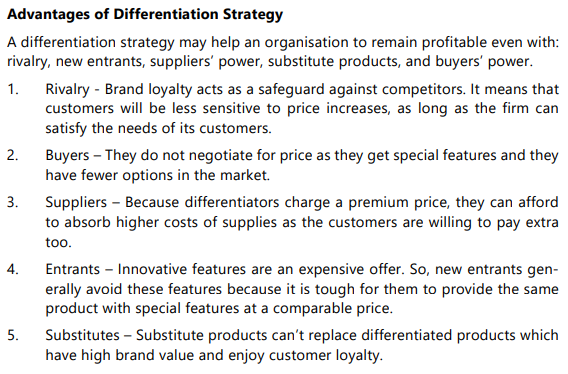 Advantages of Differentiation Strategy
A differentiation strategy may help an organisation to remain profitable even with:
rivalry, new entrants, suppliers’ power, substitute products, and buyers’ power.
1. Rivalry - Brand loyalty acts as a safeguard against competitors. It means that
customers will be less sensitive to price increases, as long as the firm can
satisfy the needs of its customers.
2. Buyers – They do not negotiate for price as they get special features and they
have fewer options in the market.
3. Suppliers – Because differentiators charge a premium price, they can afford
to absorb higher costs of supplies as the customers are willing to pay extra
too.
4. Entrants – Innovative features are an expensive offer. So, new entrants gen-
erally avoid these features because it is tough for them to provide the same
product with special features at a comparable price.
5. Substitutes – Substitute products can’t replace differentiated products which
have high brand value and enjoy customer loyalty.